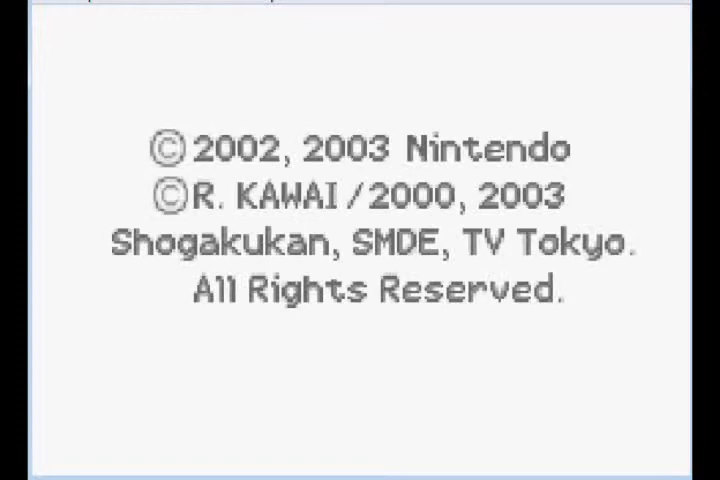 ©2002, 2003 Nintendo
©R. KAWAI/2000, 2003
Shogakukan, SMDE, TV Tokyo.
All Rights Reserved.